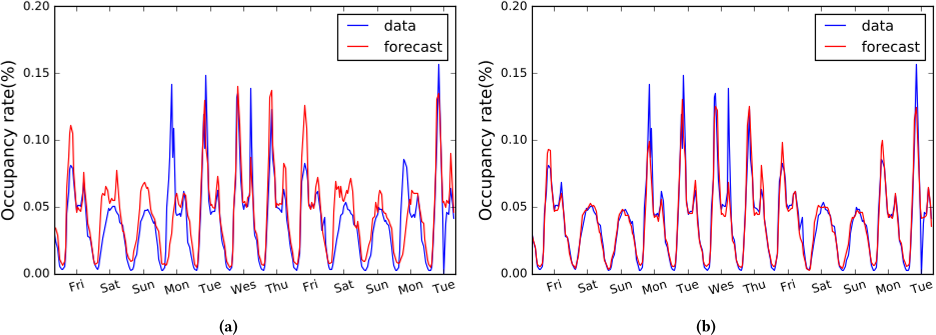 0.20
0.15
0.10
0.05
0.00
Occupancy rate(%)
data
forecast
Fri Sat Sun Mon Tue Wes Thu Fri Sat Sun Mon Tue
(a)
0.20
0.15
0.10
0.05
0.00
Occupancy rate(%)
data
forecast
Fri Sat Sun Mon Tue Wes Thu Fri Sat Sun Mon Tue
(b)